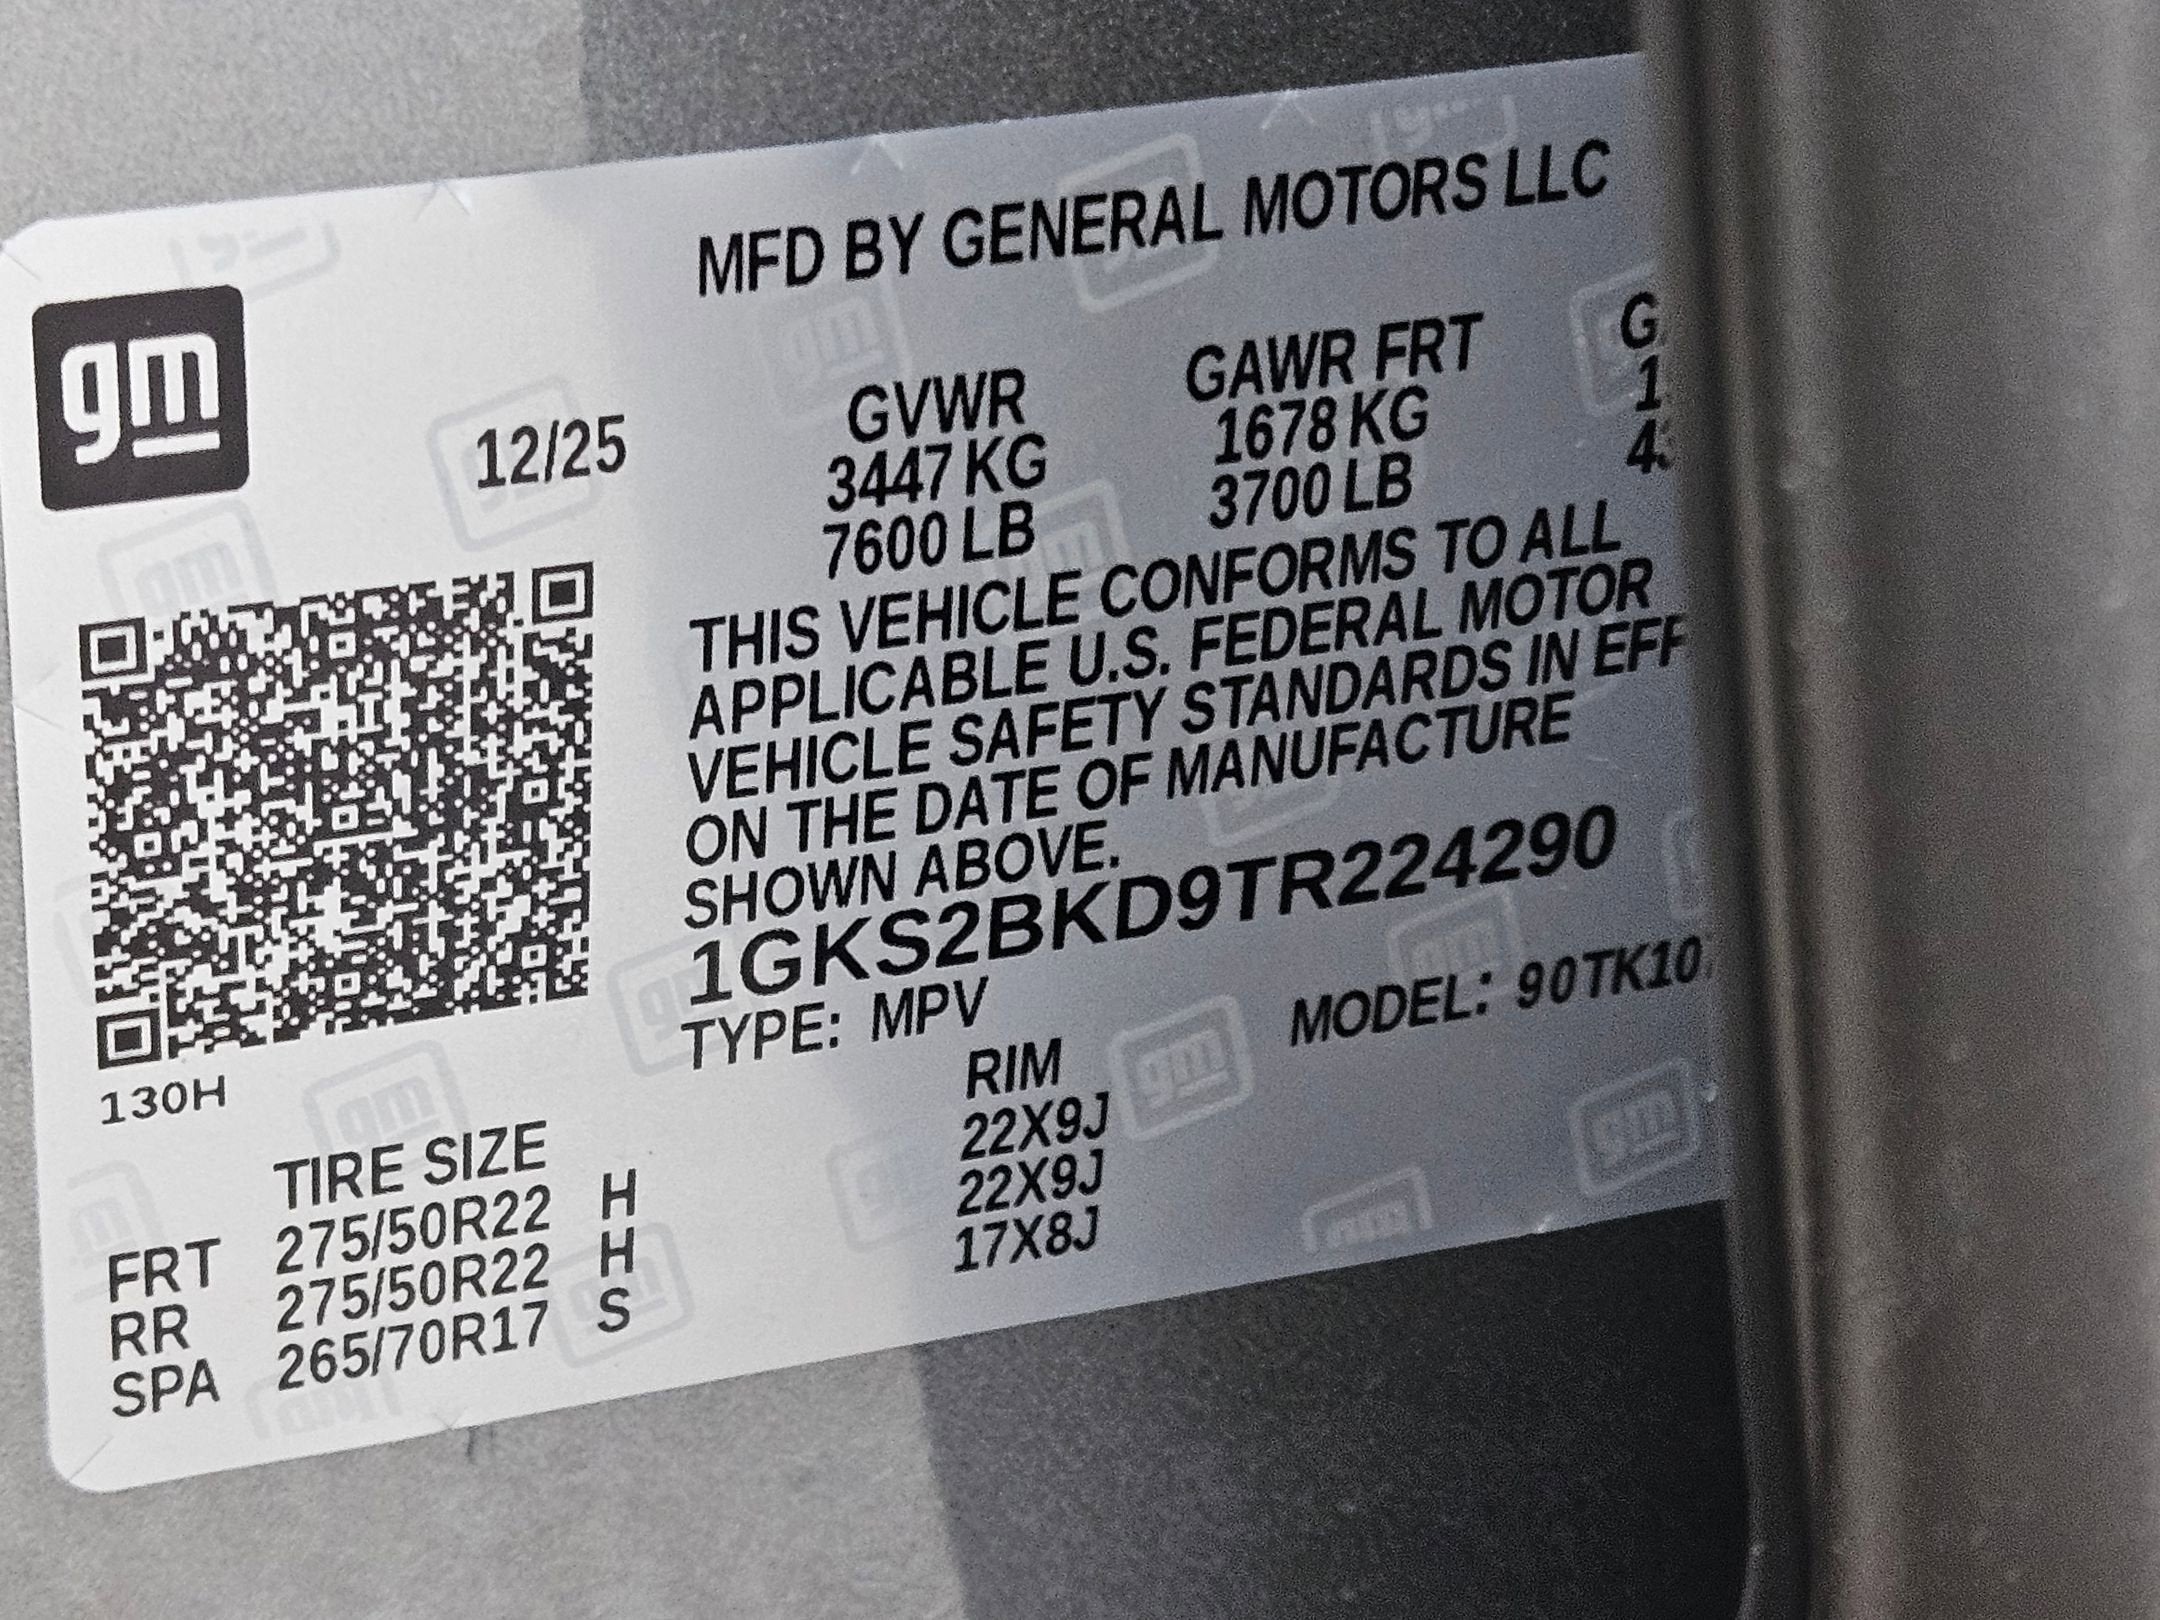 gm
12/25
MFD BY GENERAL MOTORS LLC
GVWR GAWR FRT
3447 KG 1678 KG
7600 LB 3700 LB
THIS VEHICLE CONFORMS TO ALL
APPLICABLE U.S. FEDERAL MOTOR
VEHICLE SAFETY STANDARDS IN EFF
ON THE DATE OF MANUFACTURE
SHOWN ABOVE.
1GKS2BKD9TR224290
TYPE: MPV MODEL: 90TK10
130H
TIRE SIZE RIM
FRT 275/50R22 H 22X9J
RR 275/50R22 H 22X9J
SPA 265/70R17 S 17X8J